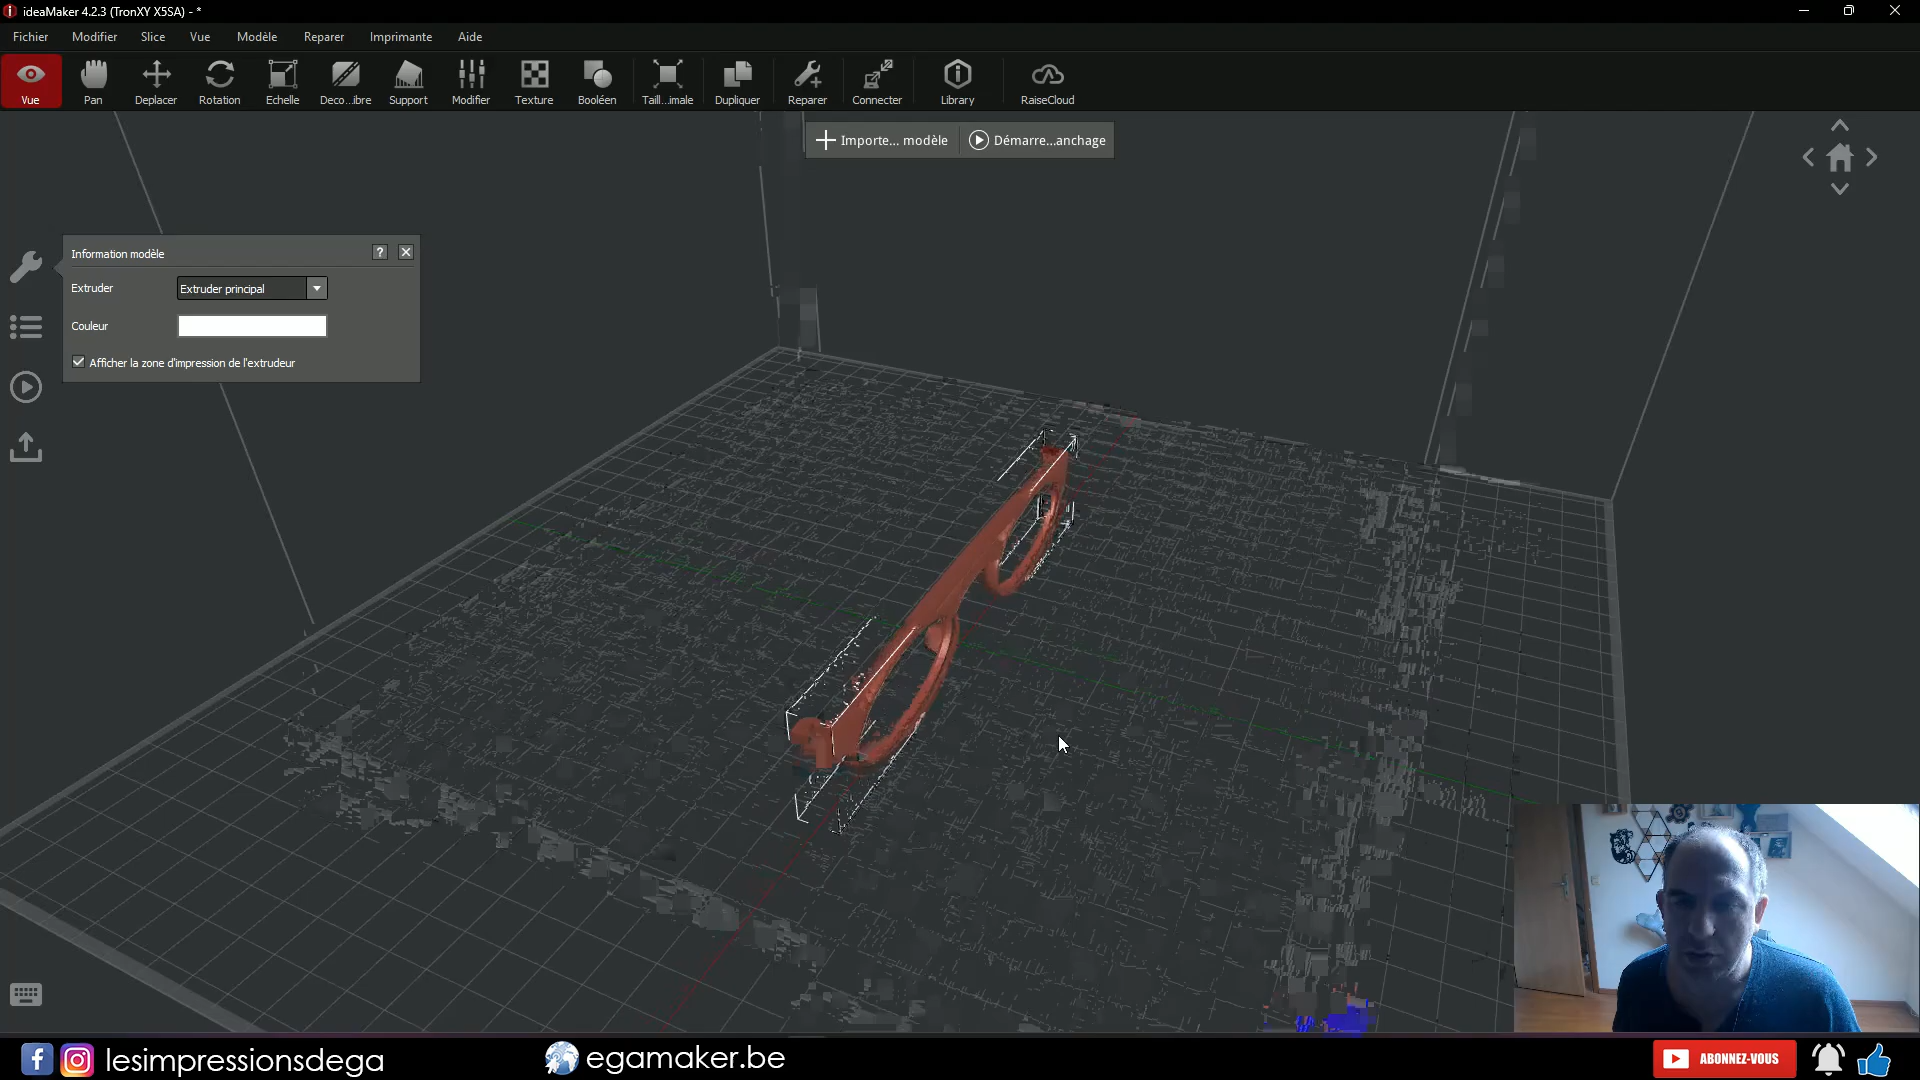 ideaMaker 4.2.3 (TronXY X5SA) - *
Fichier Modifier Slice Vue Modèle Reparer Imprimante Aide
Vue Pan Deplacer Rotation Echelle Deco...ibre Support Modifier Texture Booléen Taill...imale Dupliquer Reparer Connecter Library RaiseCloud
Importe... modèle Démarre...anchage
Information modèle ?
Extruder Extruder principal
Couleur
Afficher la zone d'impression de l'extrudeur
lesimpressionsdega egamaker.be ABONNEZ-VOUS